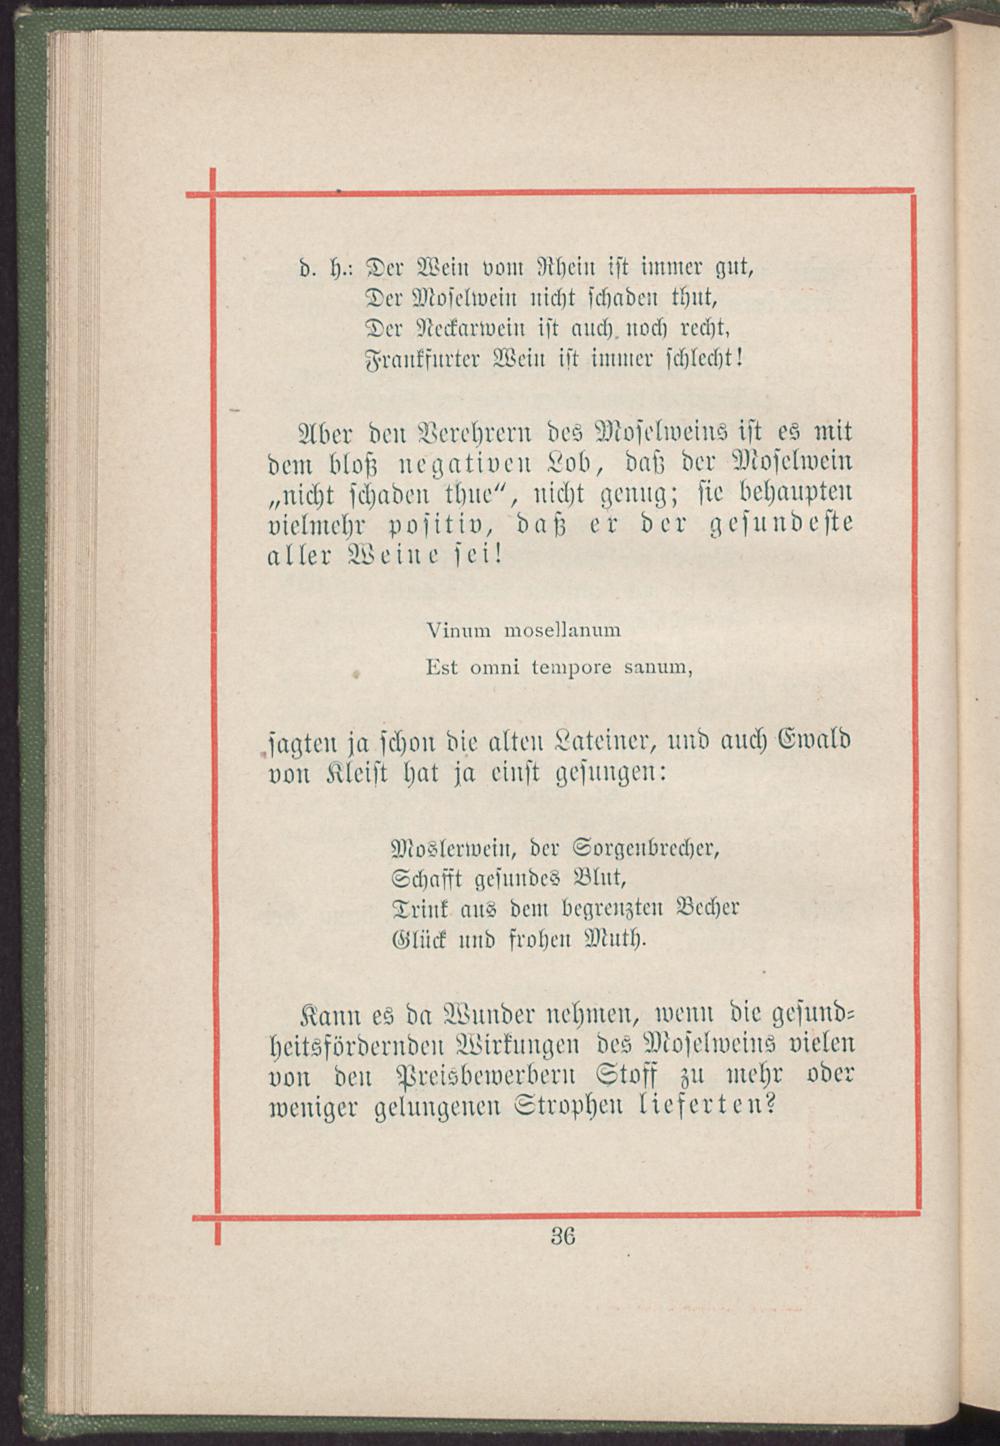 d. h.: Der Wein vom Rhein ist immer gut,
Der Moselwein nicht schaden thut,
Der Neckarwein ist auch noch recht,
Frankfurter Wein ist immer schlecht!
Aber den Verehrern des Moselweins ist es mit
dem bloß negativen Lob, daß der Moselwein
„nicht schaden thue“, nicht genug; sie behaupten
vielmehr positiv, daß er der gesundeste
aller Weine sei!
Vinum mosellanum
Est omni tempore sanum,
sagten ja schon die alten Lateiner, und auch Ewald
von Kleist hat ja einst gesungen:
Moslerwein, der Sorgenbrecher,
Schafft gesundes Blut,
Trink aus dem begrenzten Becher
Glück und frohen Muth.
Kann es da Wunder nehmen, wenn die gesund-
heitsfördernden Wirkungen des Moselweins vielen
von den Preisbewerbern Stoff zu mehr oder
weniger gelungenen Strophen lieferten?
36